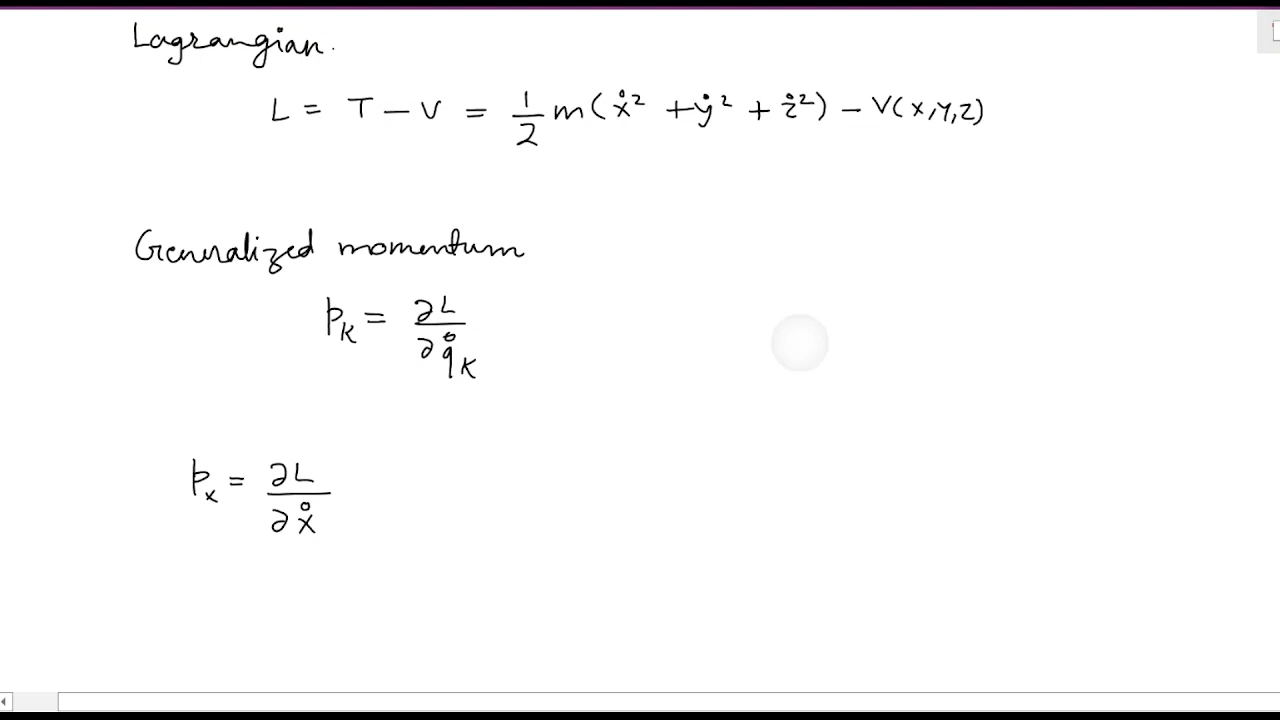 Lagrangian.
L = T − V = 1/2 m(ẋ² + ẏ² + ż²) − V(x,y,z)
Generalized momentum
p_k = ∂L/∂q̇_k
p_x = ∂L/∂ẋ